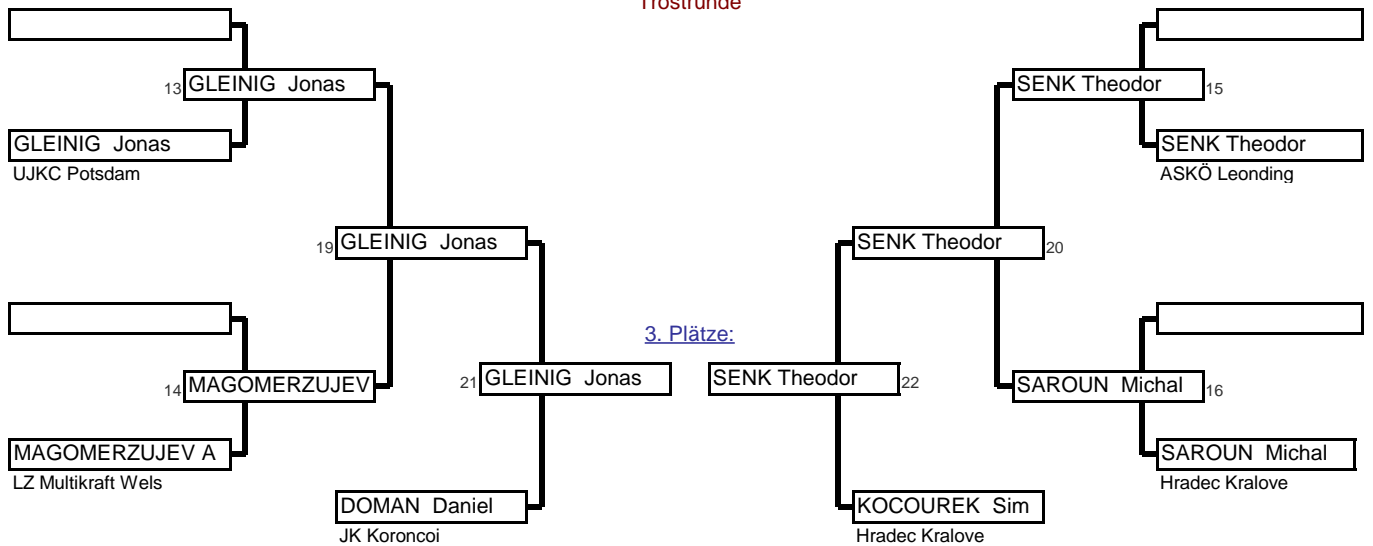 Trostrunde
13 GLEINIG Jonas
SENK Theodor 15
GLEINIG Jonas
UJKC Potsdam
SENK Theodor
ASKÖ Leonding
19 GLEINIG Jonas
SENK Theodor 20
3. Plätze:
14 MAGOMERZUJEV
21 GLEINIG Jonas
SENK Theodor 22
SAROUN Michal 16
MAGOMERZUJEV A
LZ Multikraft Wels
SAROUN Michal
Hradec Kralove
DOMAN Daniel
JK Koroncoi
KOCOUREK Sim
Hradec Kralove